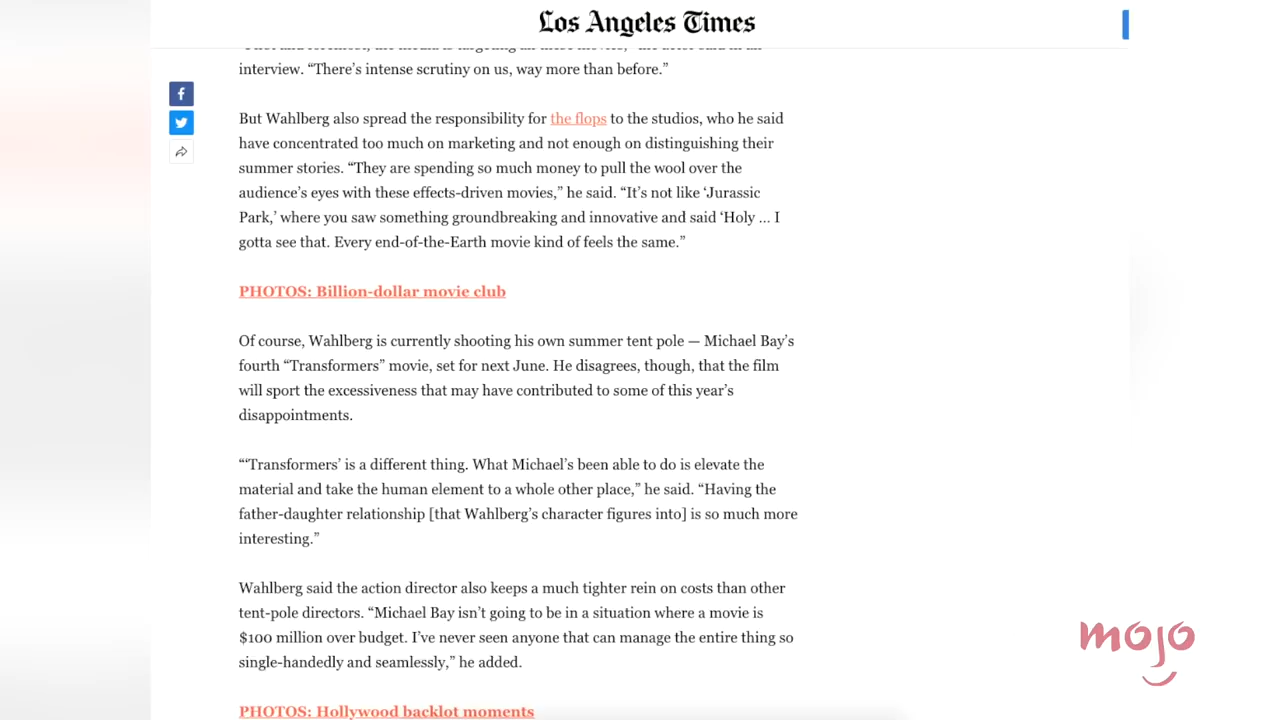 Los Angeles Times
interview. “There’s intense scrutiny on us, way more than before.”
But Wahlberg also spread the responsibility for the flops to the studios, who he said
have concentrated too much on marketing and not enough on distinguishing their
summer stories. “They are spending so much money to pull the wool over the
audience’s eyes with these effects-driven movies,” he said. “It’s not like ‘Jurassic
Park,’ where you saw something groundbreaking and innovative and said ‘Holy ... I
gotta see that. Every end-of-the-Earth movie kind of feels the same.”
PHOTOS: Billion-dollar movie club
Of course, Wahlberg is currently shooting his own summer tent pole — Michael Bay’s
fourth “Transformers” movie, set for next June. He disagrees, though, that the film
will sport the excessiveness that may have contributed to some of this year’s
disappointments.
“‘Transformers’ is a different thing. What Michael’s been able to do is elevate the
material and take the human element to a whole other place,” he said. “Having the
father-daughter relationship [that Wahlberg’s character figures into] is so much more
interesting.”
Wahlberg said the action director also keeps a much tighter rein on costs than other
tent-pole directors. “Michael Bay isn’t going to be in a situation where a movie is
$100 million over budget. I’ve never seen anyone that can manage the entire thing so
single-handedly and seamlessly,” he added.
PHOTOS: Hollywood backlot moments
mojo